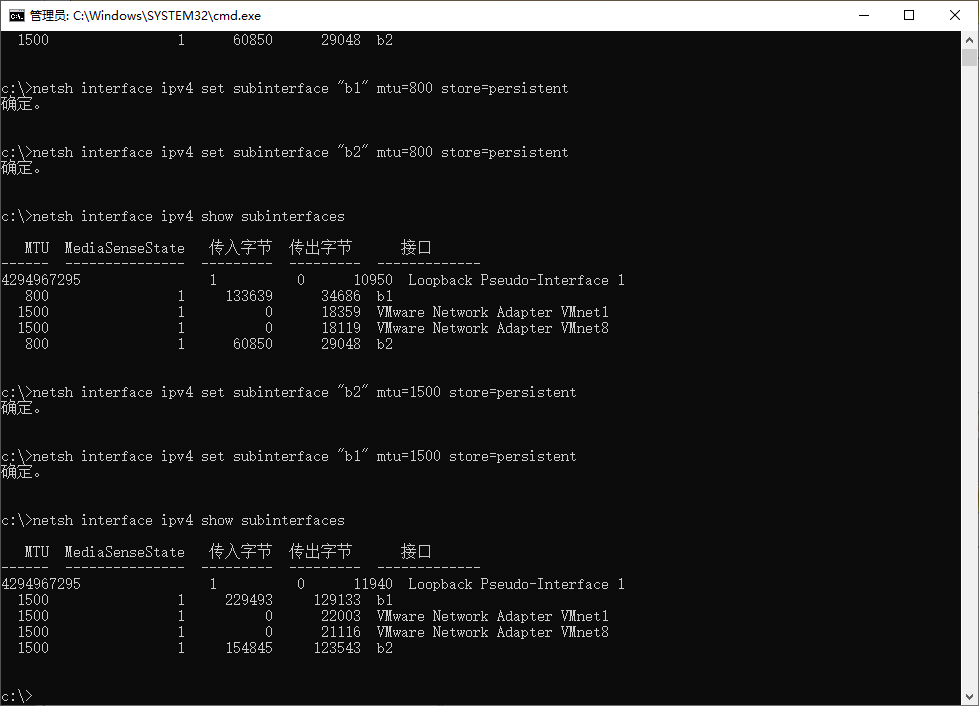 管理员: C:\Windows\SYSTEM32\cmd.exe
1500 1 60850 29048 b2
c:\>netsh interface ipv4 set subinterface "b1" mtu=800 store=persistent
确定。
c:\>netsh interface ipv4 set subinterface "b2" mtu=800 store=persistent
确定。
c:\>netsh interface ipv4 show subinterfaces
MTU MediaSenseState 传入字节 传出字节 接口
------ --------------- --------- --------- -------------
4294967295 1 0 10950 Loopback Pseudo-Interface 1
800 1 133639 34686 b1
1500 1 0 18359 VMware Network Adapter VMnet1
1500 1 0 18119 VMware Network Adapter VMnet8
800 1 60850 29048 b2
c:\>netsh interface ipv4 set subinterface "b2" mtu=1500 store=persistent
确定。
c:\>netsh interface ipv4 set subinterface "b1" mtu=1500 store=persistent
确定。
c:\>netsh interface ipv4 show subinterfaces
MTU MediaSenseState 传入字节 传出字节 接口
------ --------------- --------- --------- -------------
4294967295 1 0 11940 Loopback Pseudo-Interface 1
1500 1 229493 129133 b1
1500 1 0 22003 VMware Network Adapter VMnet1
1500 1 0 21116 VMware Network Adapter VMnet8
1500 1 154845 123543 b2
c:\>